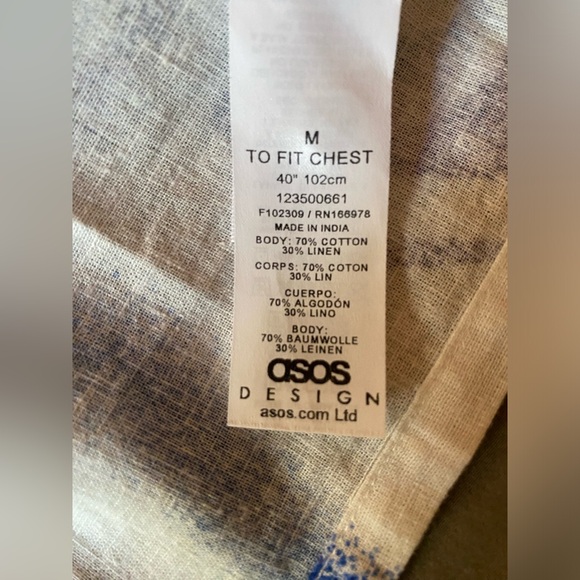 M
TO FIT CHEST
40" 102cm
123500661
F102309 / RN166978
MADE IN INDIA
BODY: 70% COTTON
30% LINEN
CORPS: 70% COTON
30% LIN
CUERPO:
70% ALGODÓN
30% LINO
BODY:
70% BAUMWOLLE
30% LEINEN
asos
DESIGN
asos.com Ltd